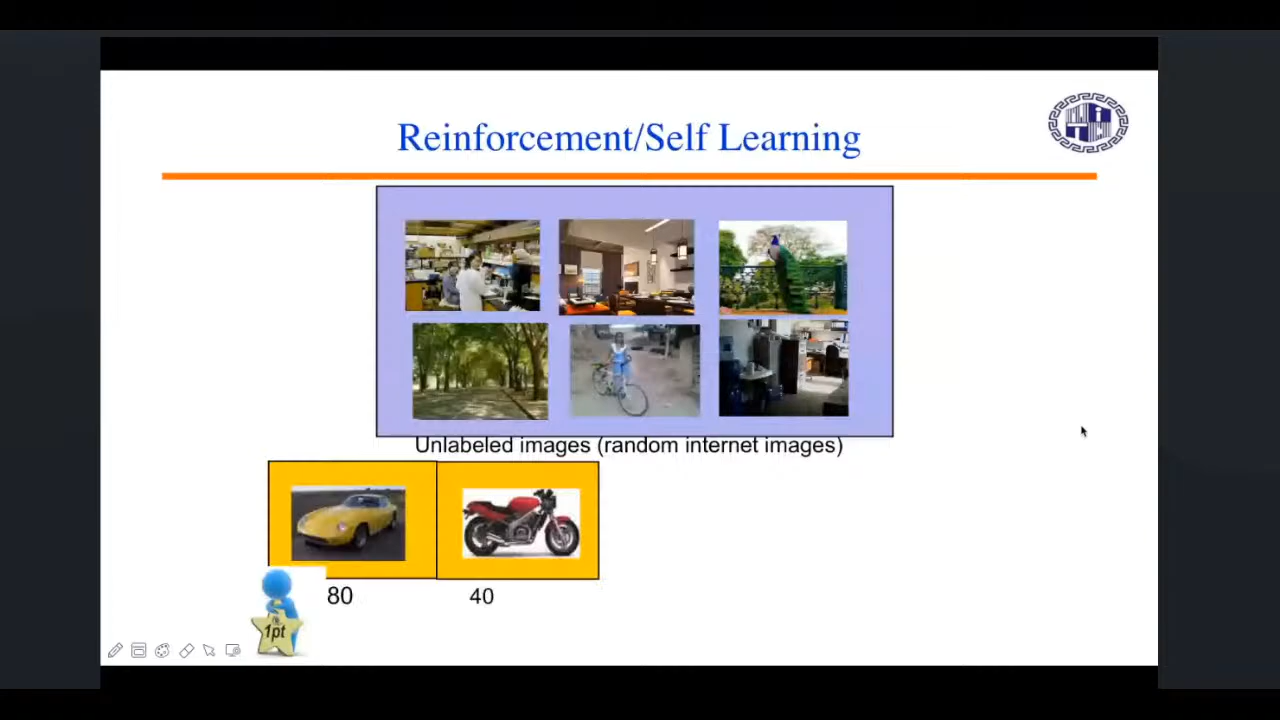 Reinforcement/Self Learning
Unlabeled images (random internet images)
80
40
1pt